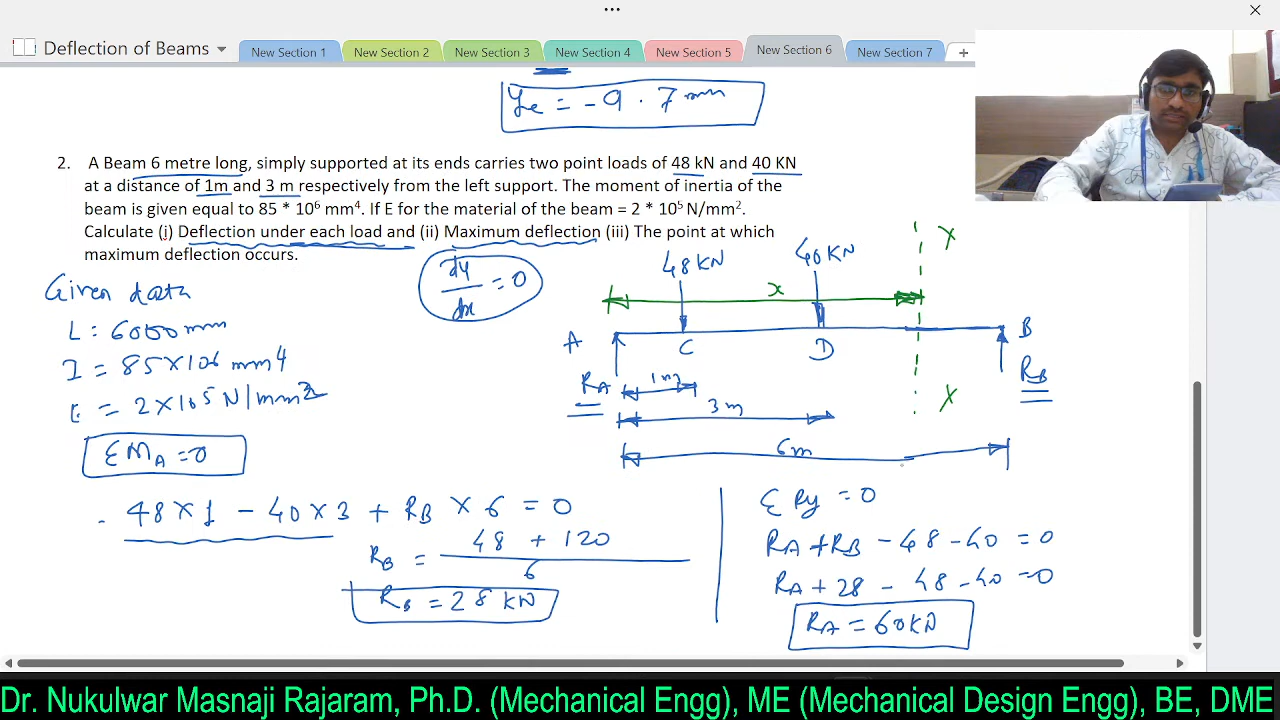 Deflection of Beams
New Section 1 New Section 2 New Section 3 New Section 4 New Section 5 New Section 6 New Section 7 +
ye = -9.7 mm
2. A Beam 6 metre long, simply supported at its ends carries two point loads of 48 kN and 40 KN
at a distance of 1m and 3 m respectively from the left support. The moment of inertia of the
beam is given equal to 85 * 10⁶ mm⁴. If E for the material of the beam = 2 * 10⁵ N/mm².
Calculate (i) Deflection under each load and (ii) Maximum deflection (iii) The point at which
maximum deflection occurs.
Given data
L = 6000 mm
I = 85 X 10⁶ mm⁴
E = 2 X 10⁵ N/mm²
dy/dx = 0
48KN 40KN X
x
A C D B
RA 1m RB X
3m
6m
ΣMA = 0
- 48 X 1 - 40 X 3 + RB X 6 = 0
RB = 48 + 120 / 6
RB = 28 KN
ΣFy = 0
RA + RB - 48 - 40 = 0
RA + 28 - 48 - 40 = 0
RA = 60KN
Dr. Nukulwar Masnaji Rajaram, Ph.D. (Mechanical Engg), ME (Mechanical Design Engg), BE, DME